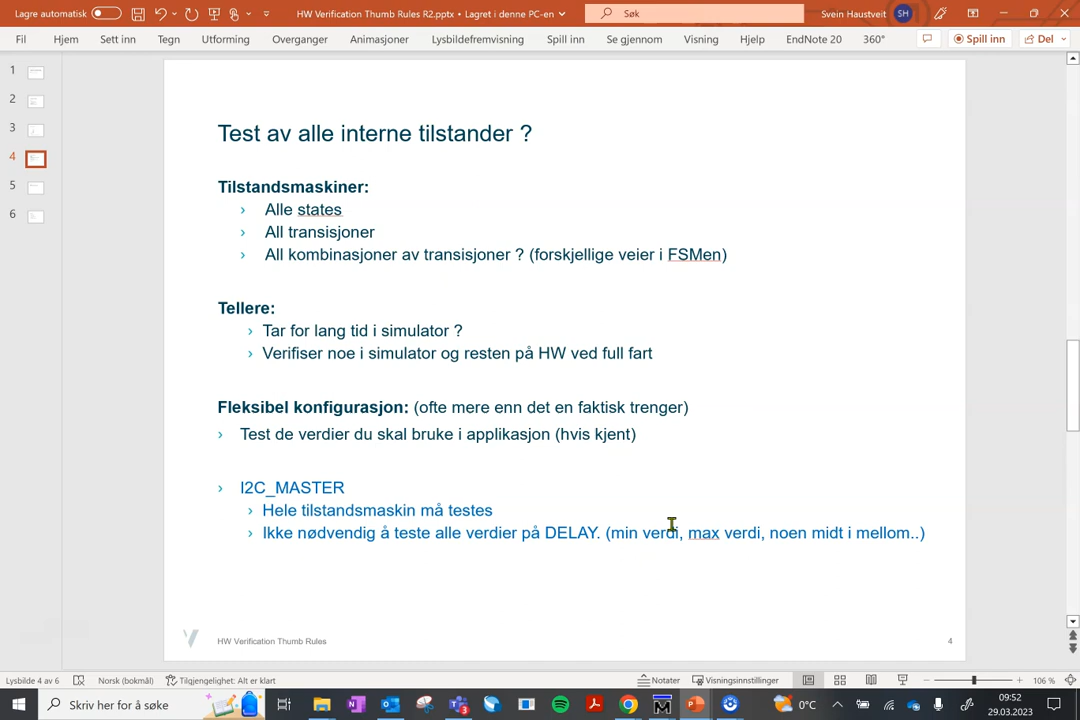 Lagre automatisk
HW Verification Thumb Rules R2.pptx • Lagret i denne PC-en
Søk
Svein Haustveit
SH
Fil
Hjem
Sett inn
Tegn
Utforming
Overganger
Animasjoner
Lysbildefremvisning
Spill inn
Se gjennom
Visning
Hjelp
EndNote 20
360°
Spill inn
Del
1
2
3
4
5
6
Test av alle interne tilstander ?
Tilstandsmaskiner:
› Alle states
› All transisjoner
› All kombinasjoner av transisjoner ? (forskjellige veier i FSMen)
Tellere:
› Tar for lang tid i simulator ?
› Verifiser noe i simulator og resten på HW ved full fart
Fleksibel konfigurasjon: (ofte mere enn det en faktisk trenger)
› Test de verdier du skal bruke i applikasjon (hvis kjent)
› I2C_MASTER
› Hele tilstandsmaskin må testes
› Ikke nødvendig å teste alle verdier på DELAY. (min verdi, max verdi, noen midt i mellom..)
HW Verification Thumb Rules
4
Lysbilde 4 av 6
Norsk (bokmål)
Tilgjengelighet: Alt er klart
Notater
Visningsinnstillinger
106 %
Skriv her for å søke
0°C
09:52
29.03.2023